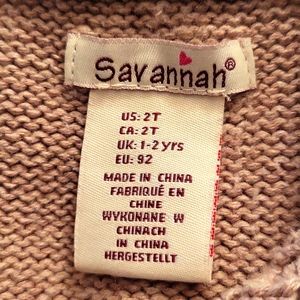 Savannah®
US: 2T
CA: 2T
UK: 1-2 yrs
EU: 92
MADE IN CHINA
FABRIQUÉ EN
CHINE
WYKONANE W
CHINACH
IN CHINA
HERGESTELLT